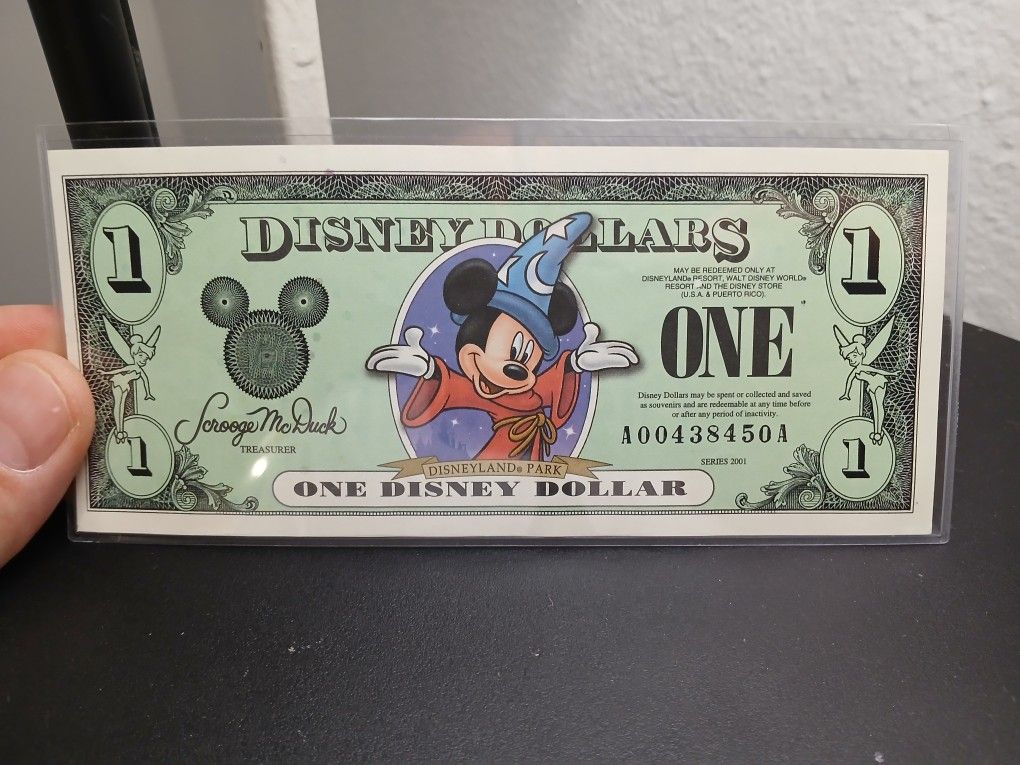 1
1
DISNEY DOLLARS
MAY BE REDEEMED ONLY AT
DISNEYLAND® RESORT, WALT DISNEY WORLD®
RESORT AND THE DISNEY STORE
(U.S.A. & PUERTO RICO).
ONE
Disney Dollars may be spent or collected and saved
as souvenirs and are redeemable at any time before
or after any period of inactivity.
Scrooge McDuck
TREASURER
A00438450A
SERIES 2001
1
1
DISNEYLAND® PARK
ONE DISNEY DOLLAR